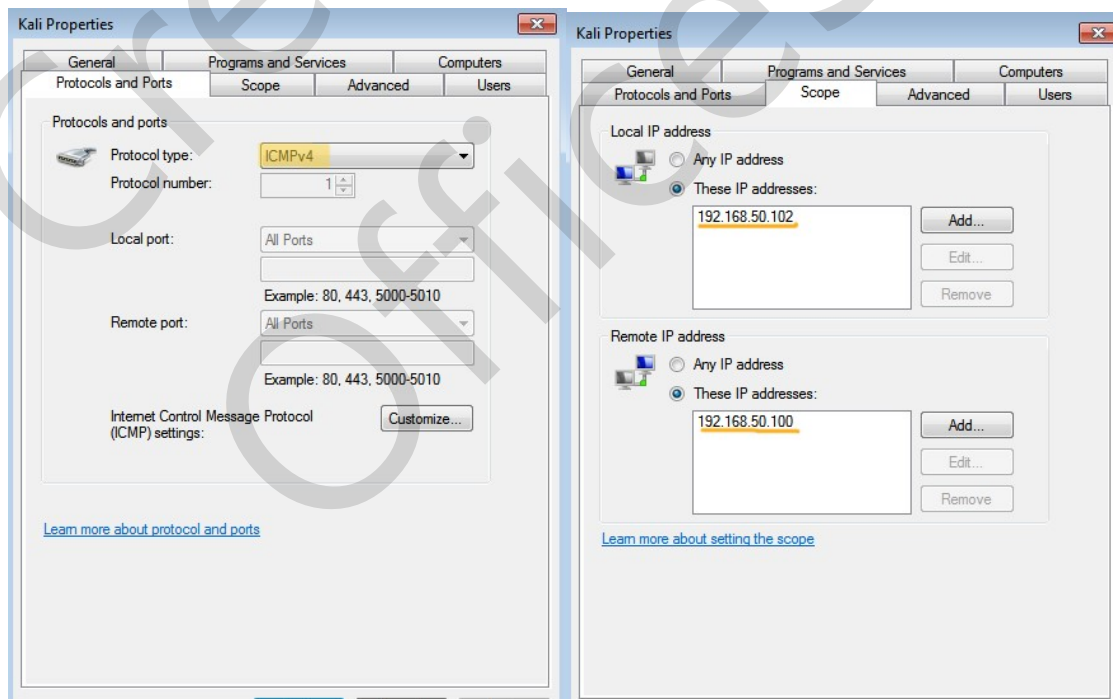 Kali Properties
General Programs and Services Computers
Protocols and Ports Scope Advanced Users
Protocols and ports
Protocol type: ICMPv4
Protocol number: 1
Local port: All Ports
Example: 80, 443, 5000-5010
Remote port: All Ports
Example: 80, 443, 5000-5010
Internet Control Message Protocol
(ICMP) settings: Customize...
Learn more about protocol and ports
Kali Properties
General Programs and Services Computers
Protocols and Ports Scope Advanced Users
Local IP address
Any IP address
These IP addresses:
192.168.50.102
Add...
Edit...
Remove
Remote IP address
Any IP address
These IP addresses:
192.168.50.100
Add...
Edit...
Remove
Learn more about setting the scope